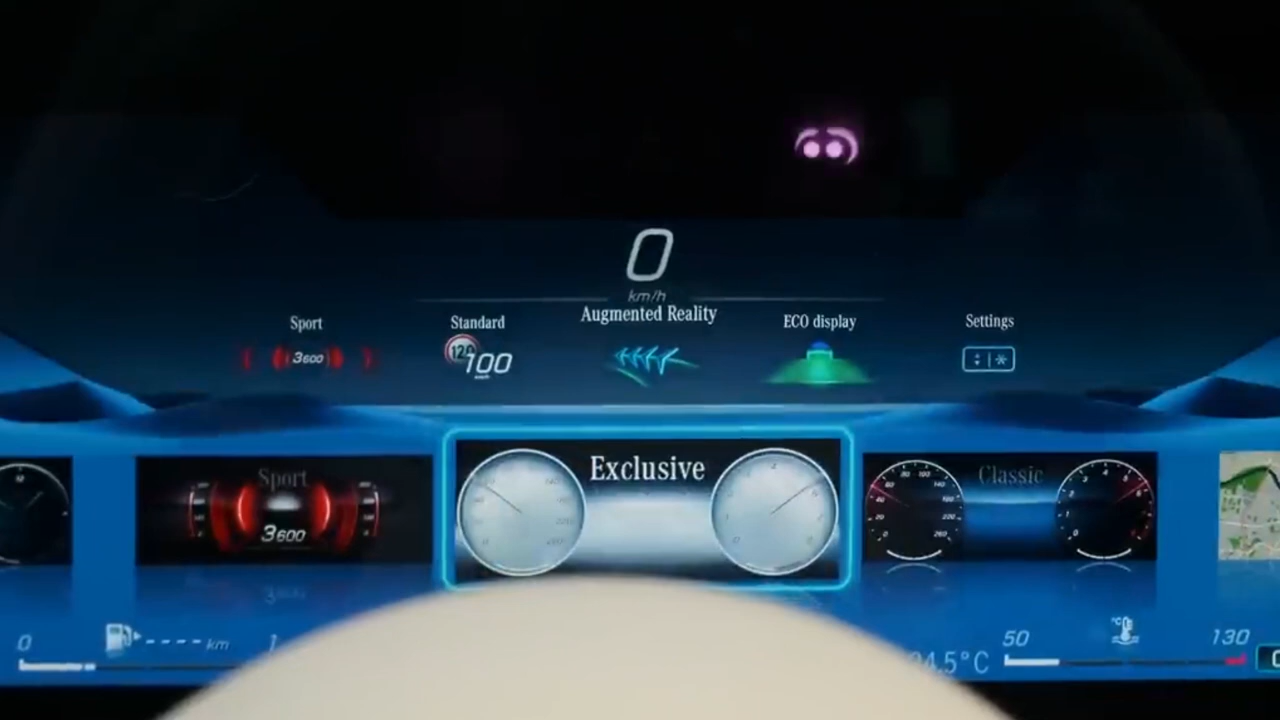 0
km/h
Sport
Standard
Augmented Reality
ECO display
Settings
3600
120
100
Sport
3600
Exclusive
Classic
0
km
1
4.5°C
50
°C
130